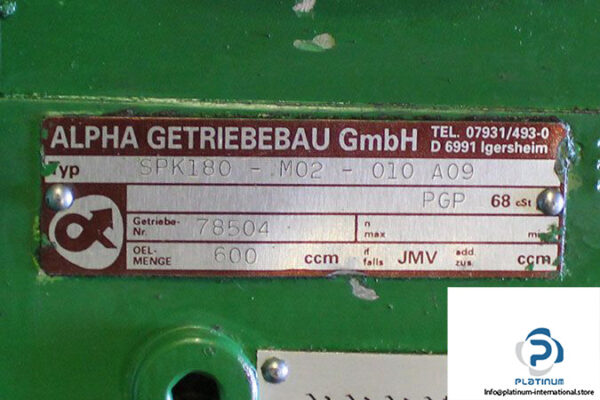 ALPHA GETRIEBEBAU GmbH TEL. 07931/493-0
D 6991 Igersheim
Typ SPK180 - M02 - 010 A09
PGP 68 cSt
Getriebe-Nr. 78504 n max min
OEL-MENGE 600 ccm if falls JMV add. zus. ccm
PLATINUM
Info@platinum-international.store